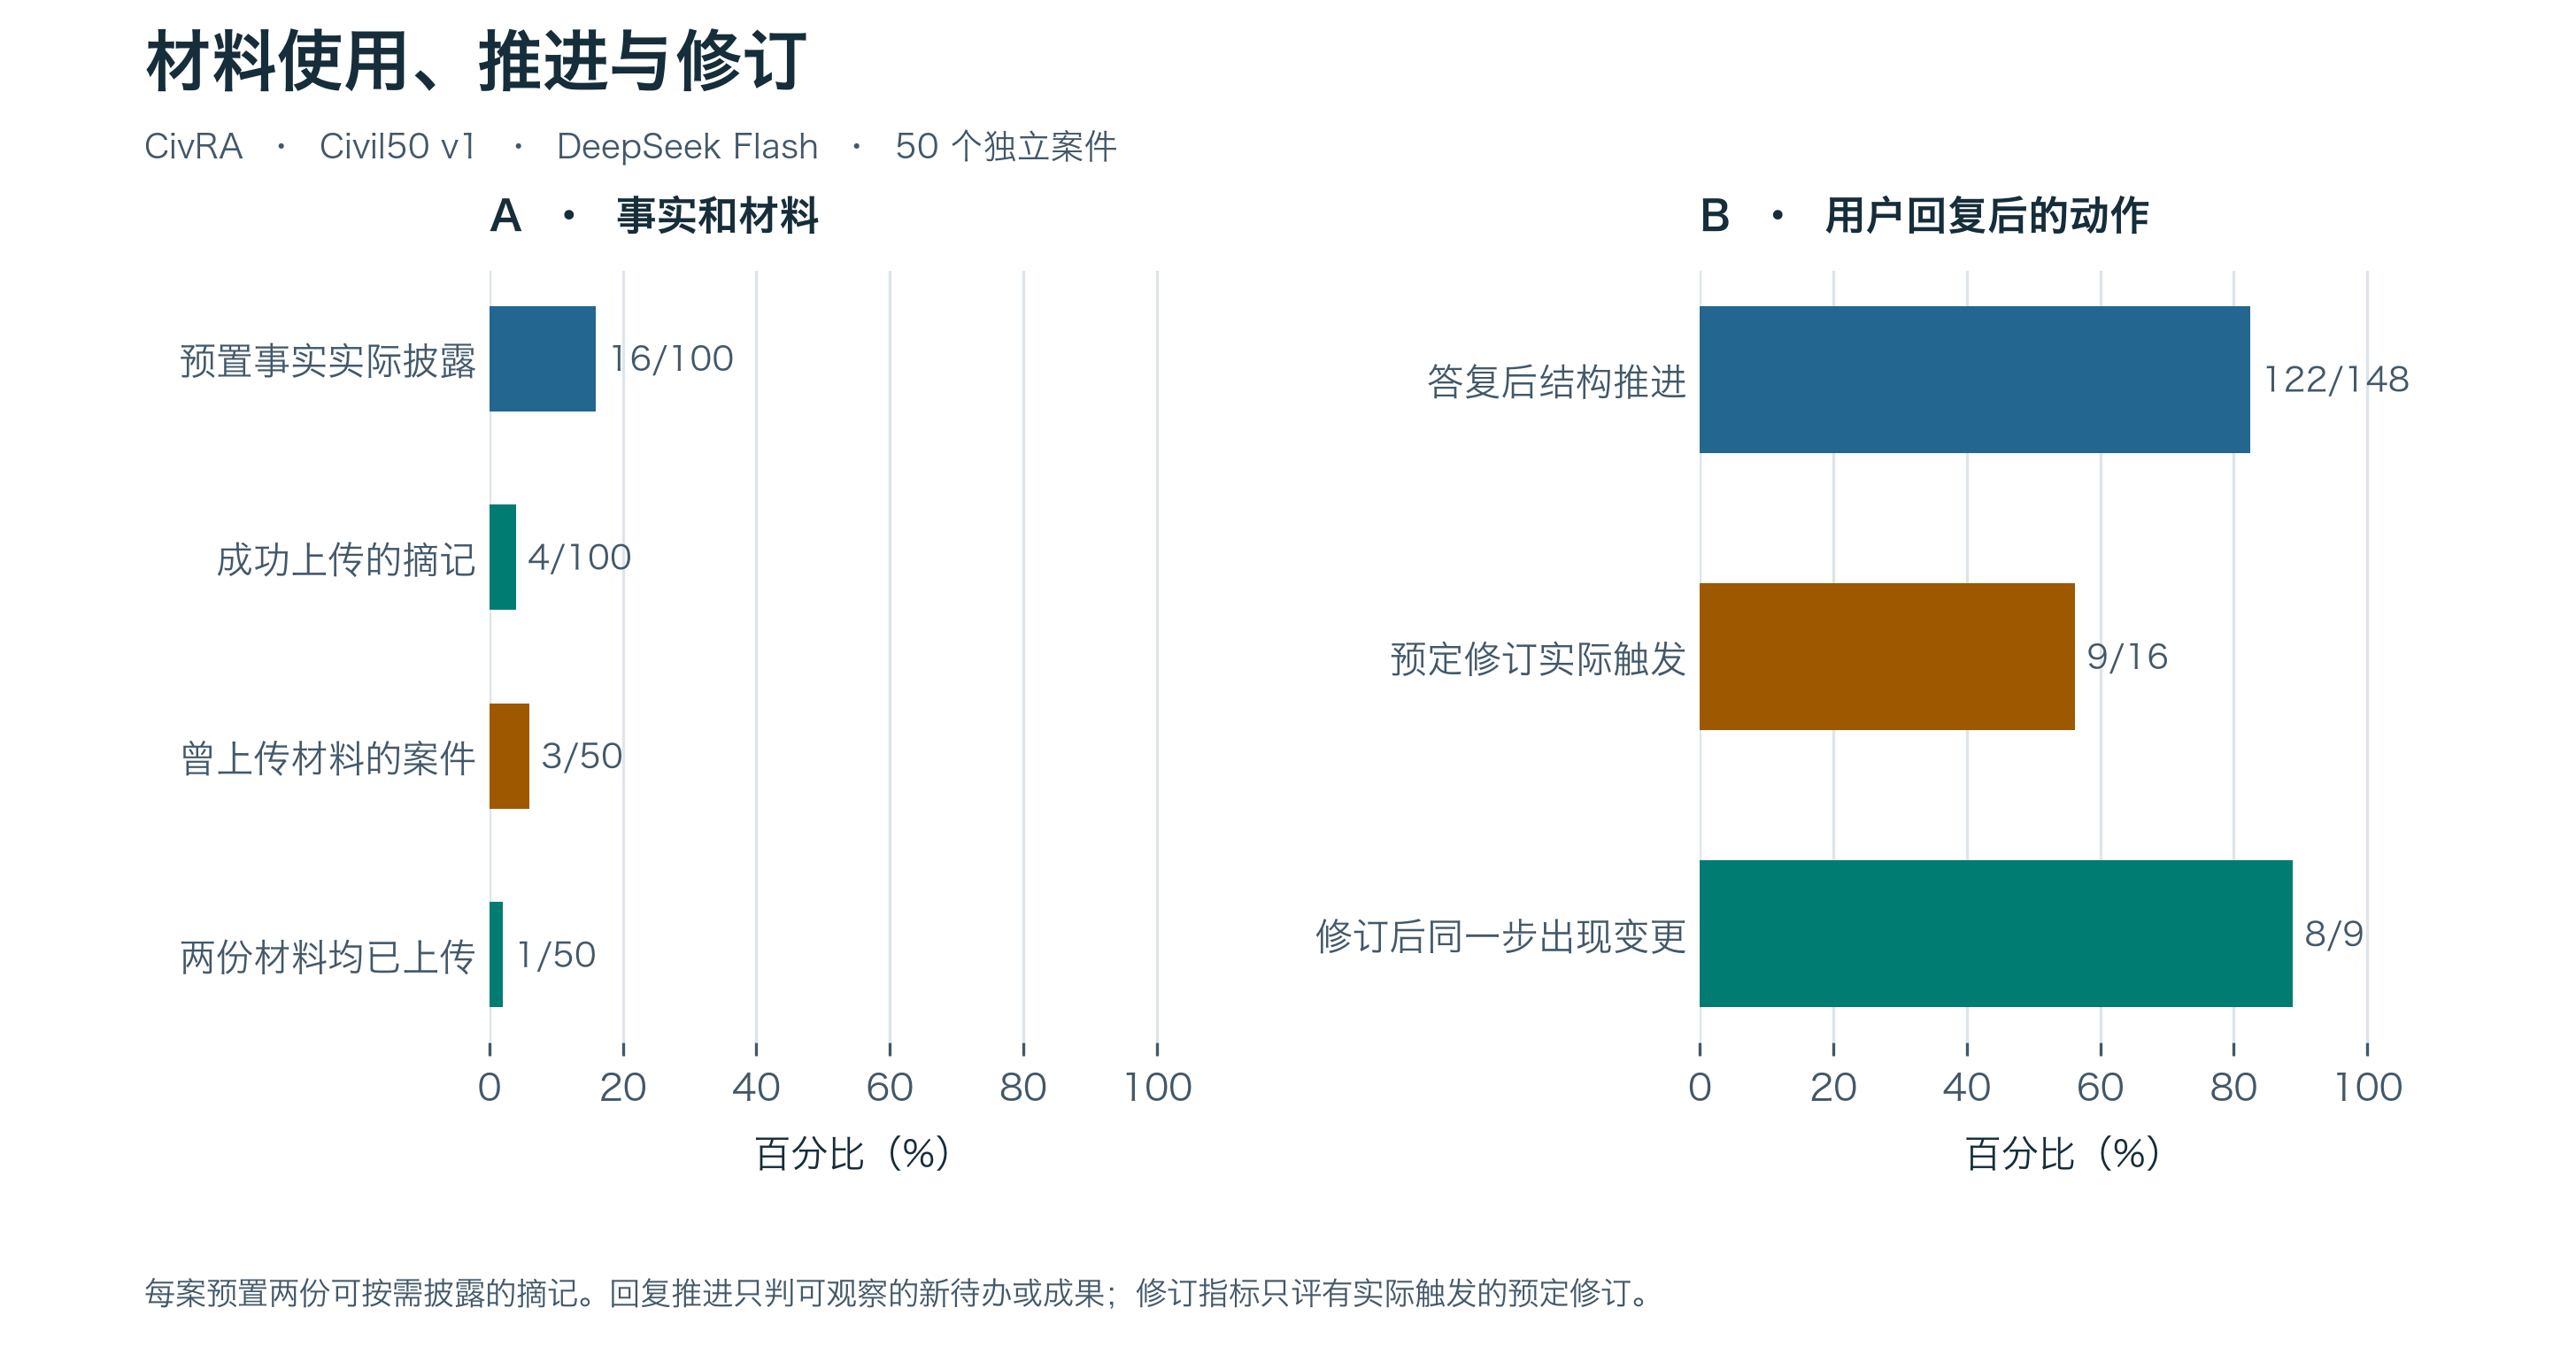 材料使用、推进与修订
CivRA · Civil50 v1 · DeepSeek Flash · 50 个独立案件
A · 事实和材料
预置事实实际披露
16/100
成功上传的摘记
4/100
曾上传材料的案件
3/50
两份材料均已上传
1/50
0 20 40 60 80 100
百分比（%）
B · 用户回复后的动作
答复后结构推进
122/148
预定修订实际触发
9/16
修订后同一步出现变更
8/9
0 20 40 60 80 100
百分比（%）
每案预置两份可按需披露的摘记。回复推进只判可观察的新待办或成果；修订指标只评有实际触发的预定修订。